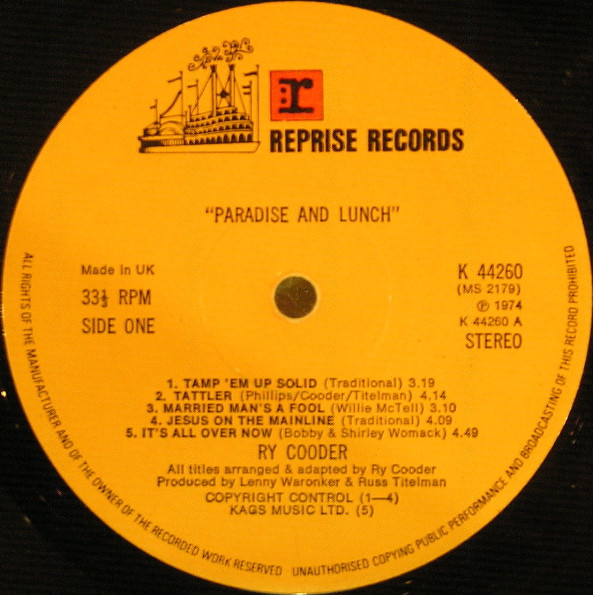 r
REPRISE RECORDS
"PARADISE AND LUNCH"
Made in UK
33⅓ RPM
SIDE ONE
K 44260
(MS 2179)
℗ 1974
K 44260 A
STEREO
1. TAMP 'EM UP SOLID (Traditional) 3.19
2. TATTLER (Phillips/Cooder/Titelman) 4.14
3. MARRIED MAN'S A FOOL (Willie McTell) 3.10
4. JESUS ON THE MAINLINE (Traditional) 4.09
5. IT'S ALL OVER NOW (Bobby & Shirley Womack) 4.49
RY COODER
All titles arranged & adapted by Ry Cooder
Produced by Lenny Waronker & Russ Titelman
COPYRIGHT CONTROL (1—4)
KAGS MUSIC LTD. (5)
ALL RIGHTS OF THE MANUFACTURER AND OF THE OWNER OF THE RECORDED WORK RESERVED · UNAUTHORISED COPYING PUBLIC PERFORMANCE AND BROADCASTING OF THIS RECORD PROHIBITED